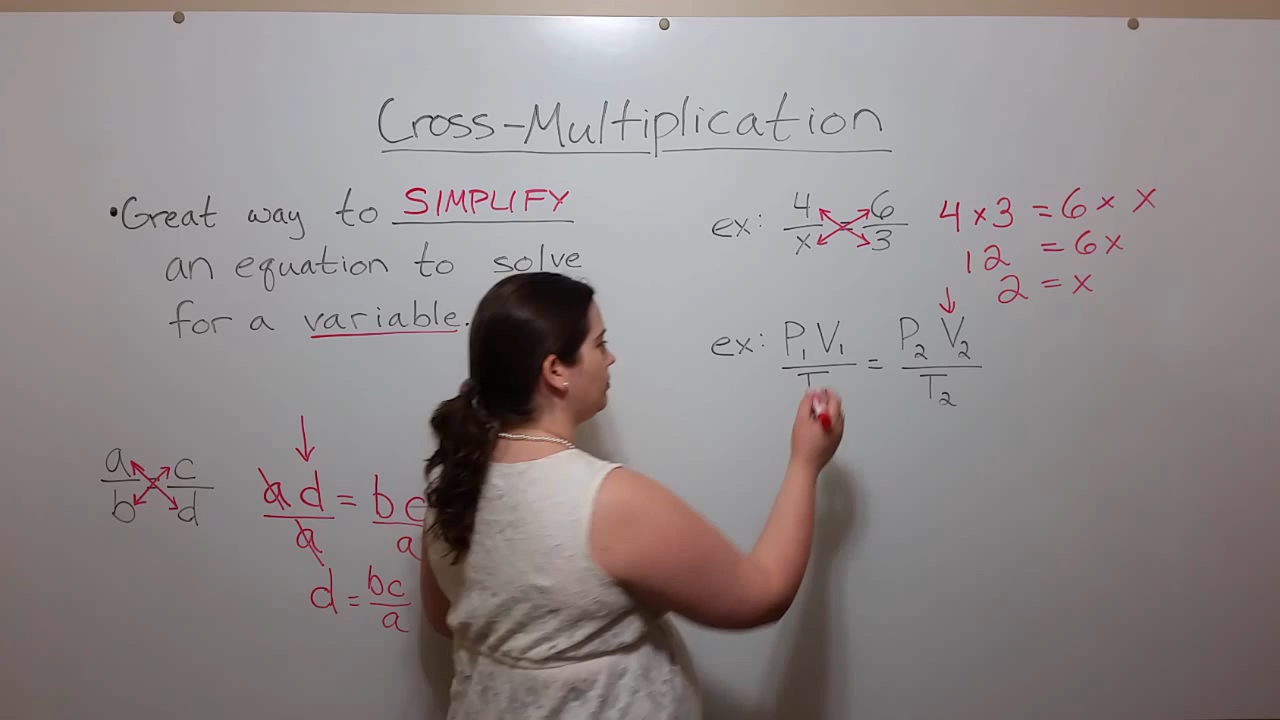 Cross-Multiplication
•Great way to SIMPLIFY
an equation to solve
for a variable.
a/b c/d
ad/a = bc/a
d = bc/a
ex: 4/x = 6/3
4 × 3 = 6 × x
12 = 6x
2 = x
ex: P₁V₁/T = P₂V₂/T₂